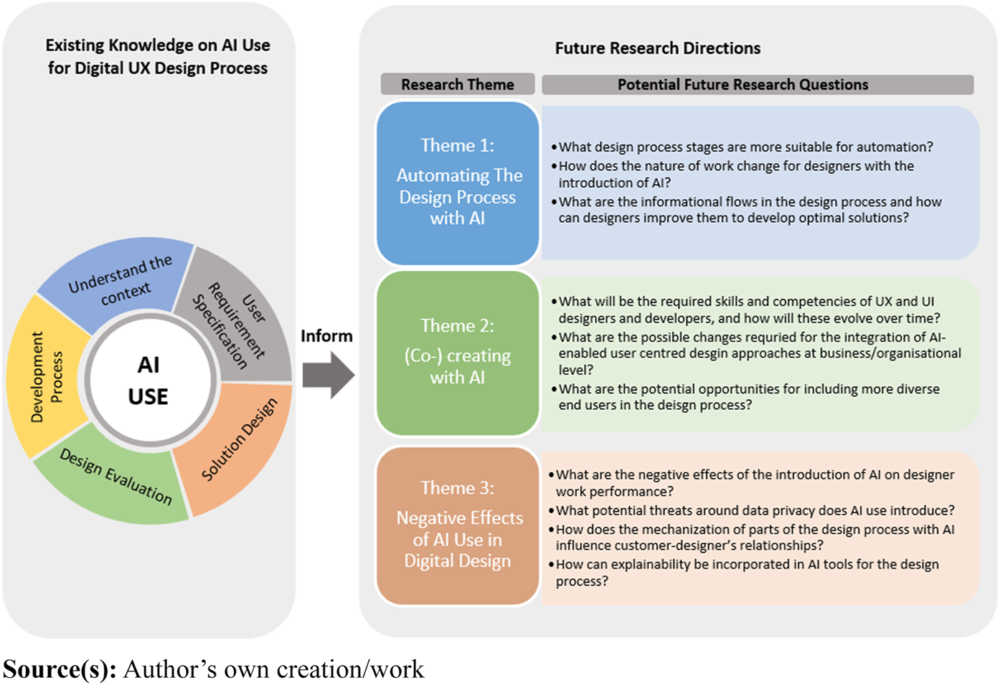 Existing Knowledge on AI Use
for Digital UX Design Process
Understand the
context
User
Requirement
Specification
Solution Design
Design Evaluation
Development
Process
AI
USE
Inform
Future Research Directions
Research Theme
Potential Future Research Questions
Theme 1:
Automating The
Design Process
with AI
•What design process stages are more suitable for automation?
•How does the nature of work change for designers with the
introduction of AI?
•What are the informational flows in the design process and how
can designers improve them to develop optimal solutions?
Theme 2:
(Co-) creating
with AI
•What will be the required skills and competencies of UX and UI
designers and developers, and how will these evolve over time?
•What are the possible changes requried for the integration of AI-
enabled user centred desgin approaches at business/organisational
level?
•What are the potential opportunities for including more diverse
end users in the deisgn process?
Theme 3:
Negative Effects
of AI Use in
Digital Design
•What are the negative effects of the introduction of AI on designer
work performance?
•What potential threats around data privacy does AI use introduce?
•How does the mechanization of parts of the design process with AI
influence customer-designer’s relationships?
•How can explainability be incorporated in AI tools for the design
process?
Source(s): Author’s own creation/work